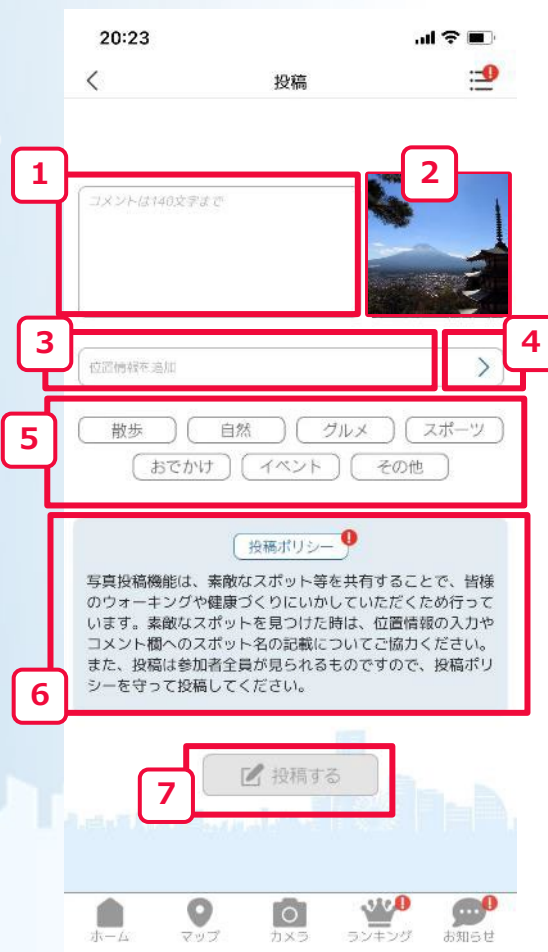 20:23
投稿
1
2
コメントは140文字まで
3
4
位置情報を追加
5
散歩 自然 グルメ スポーツ
おでかけ イベント その他
投稿ポリシー
写真投稿機能は、素敵なスポット等を共有することで、皆様
のウォーキングや健康づくりにいかしていただくため行って
います。素敵なスポットを見つけた時は、位置情報の入力や
コメント欄へのスポット名の記載についてご協力ください。
また、投稿は参加者全員が見られるものですので、投稿ポリ
シーを守って投稿してください。
6
7
投稿する
ホーム マップ カメラ ランキング お知らせ